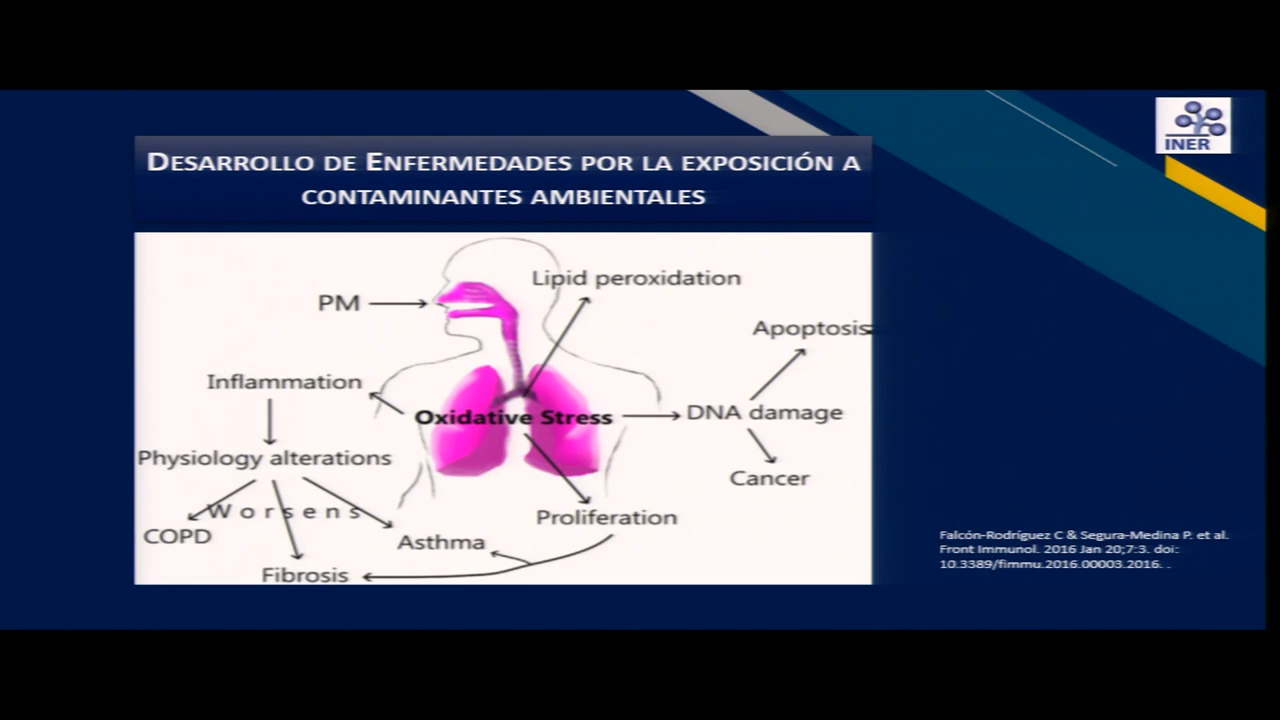 INER
DESARROLLO DE ENFERMEDADES POR LA EXPOSICIÓN A
CONTAMINANTES AMBIENTALES
Lipid peroxidation
PM
Apoptosis
Inflammation
Oxidative Stress
DNA damage
Physiology alterations
Cancer
Worsens
COPD
Asthma
Proliferation
Fibrosis
Falcón-Rodríguez C & Segura-Medina P. et al.
Front Immunol. 2016 Jan 20;7:3. doi:
10.3389/fimmu.2016.00003.2016. .